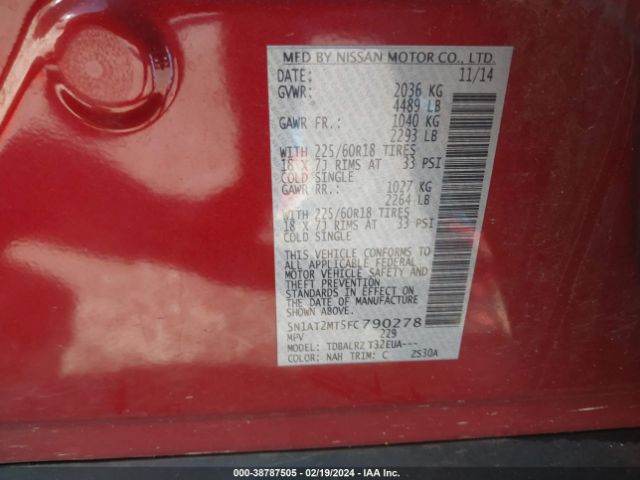 MFD BY NISSAN MOTOR CO., LTD.
DATE: 11/14
GVWR: 2036 KG
4489 LB
GAWR FR.: 1040 KG
2293 LB
WITH 225/60R18 TIRES
18 X 7J RIMS AT 33 PSI
COLD SINGLE
GAWR RR.: 1027 KG
2264 LB
WITH 225/60R18 TIRES
18 X 7J RIMS AT 33 PSI
COLD SINGLE
THIS VEHICLE CONFORMS TO
ALL APPLICABLE FEDERAL
MOTOR VEHICLE SAFETY AND
THEFT PREVENTION
STANDARDS IN EFFECT ON
THE DATE OF MANUFACTURE
SHOWN ABOVE.
5N1AT2MT5FC790278
MPV 229
MODEL: TDBALRZ T32EUA---
COLOR: NAH TRIM: C ZS30A
000-38787505 - 02/19/2024 - IAA Inc.